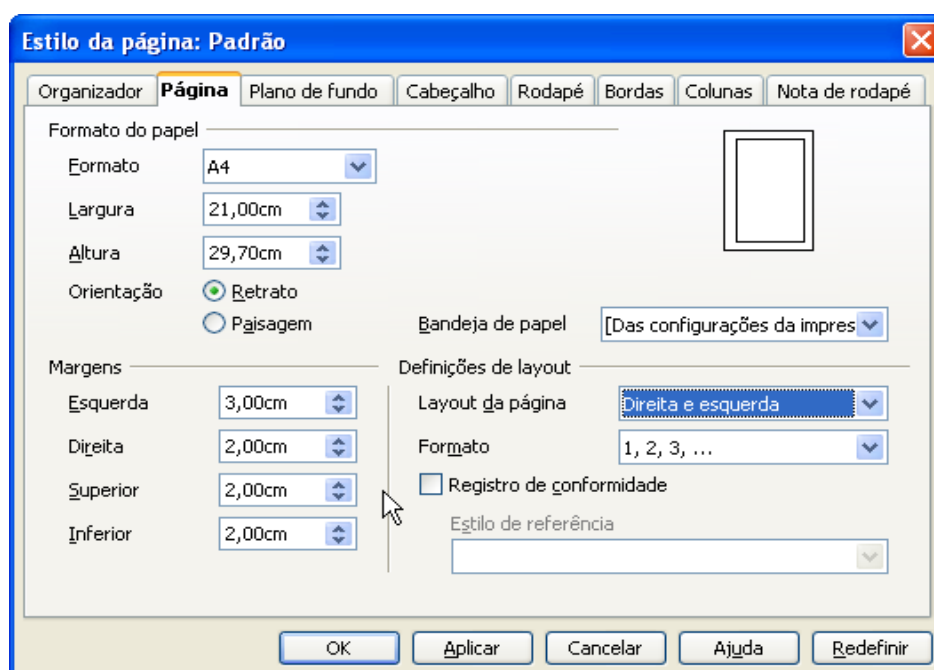 Estilo da página: Padrão
Organizador Página Plano de fundo Cabeçalho Rodapé Bordas Colunas Nota de rodapé
Formato do papel
Formato A4
Largura 21,00cm
Altura 29,70cm
Orientação Retrato
Paisagem
Bandeja de papel [Das configurações da impres
Margens
Esquerda 3,00cm
Direita 2,00cm
Superior 2,00cm
Inferior 2,00cm
Definições de layout
Layout da página Direita e esquerda
Formato 1, 2, 3, ...
Registro de conformidade
Estilo de referência
OK Aplicar Cancelar Ajuda Redefinir